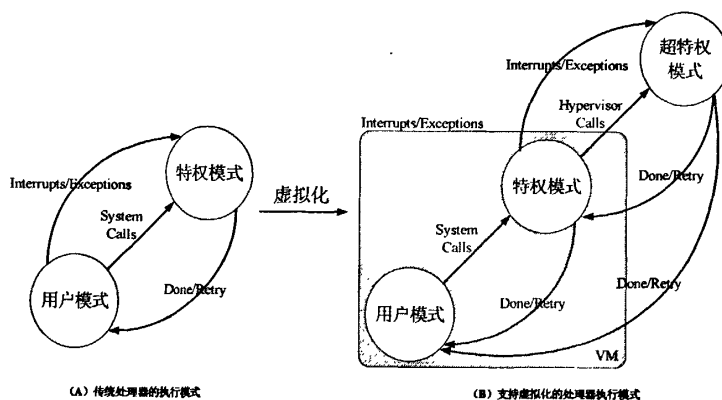 Interrupts/Exceptions
特权模式
System
Calls
Done/Retry
用户模式
(A) 传统处理器的执行模式
虚拟化
超特权
模式
Interrupts/Exceptions
Hypervisor
Calls
Interrupts/Exceptions
特权模式
Done/Retry
System
Calls
Done/Retry
Done/Retry
用户模式
VM
(B) 支持虚拟化的处理器执行模式